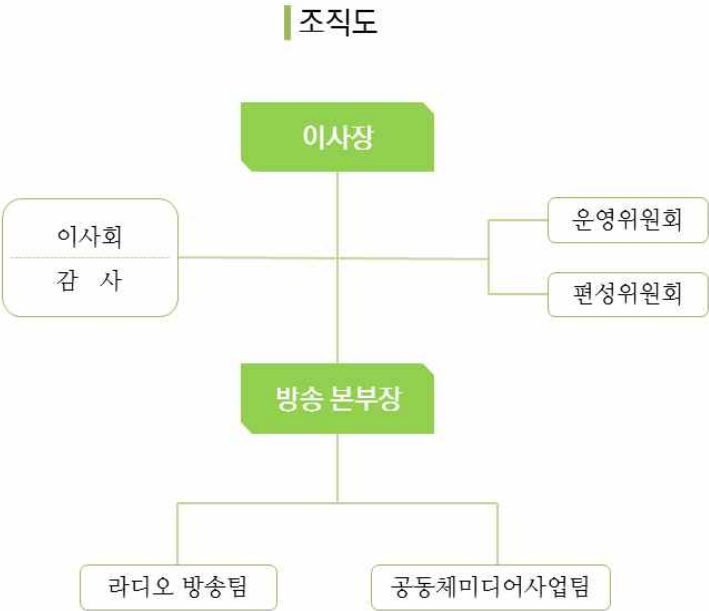 조직도
이사장
이사회
감 사
운영위원회
편성위원회
방송 본부장
라디오 방송팀
공동체미디어사업팀